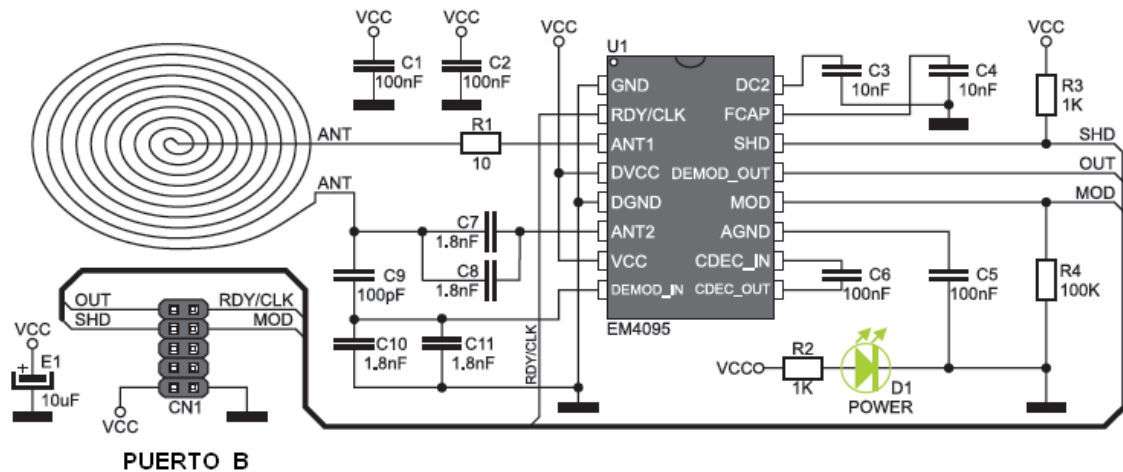 VCC
C1
100nF
VCC
C2
100nF
VCC
ANT
R1
10
ANT
C7
1.8nF
C8
1.8nF
C9
100pF
C10
1.8nF
C11
1.8nF
RDY/CLK
U1
GND
RDY/CLK
ANT1
DVCC
DGND
ANT2
VCC
DEMOD_IN
DC2
FCAP
SHD
DEMOD_OUT
MOD
AGND
CDEC_IN
CDEC_OUT
EM4095
C3
10nF
C4
10nF
VCC
R3
1K
SHD
OUT
MOD
C6
100nF
C5
100nF
R4
100K
VCC
R2
1K
D1
POWER
OUT
SHD
RDY/CLK
MOD
VCC
+
E1
10uF
CN1
VCC
PUERTO B